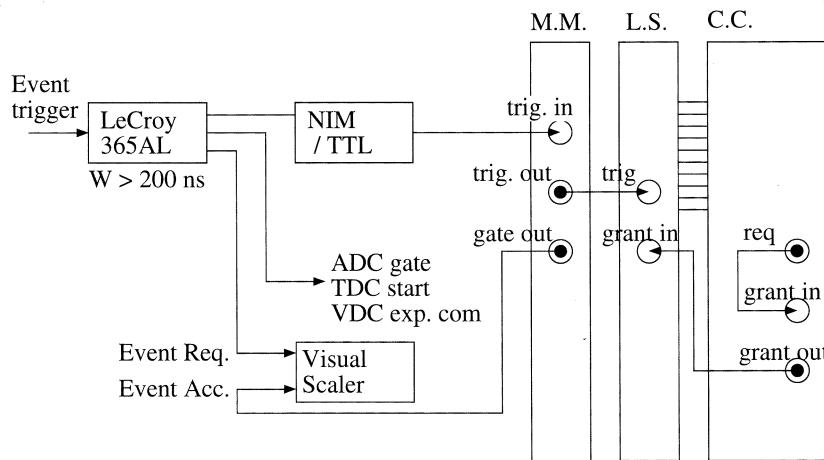 M.M.
L.S.
C.C.
Event
trigger
LeCroy
365AL
W > 200 ns
NIM
/ TTL
trig. in
trig. out
trig
gate out
grant in
req
grant in
grant out
ADC gate
TDC start
VDC exp. com
Event Req.
Event Acc.
Visual
Scaler